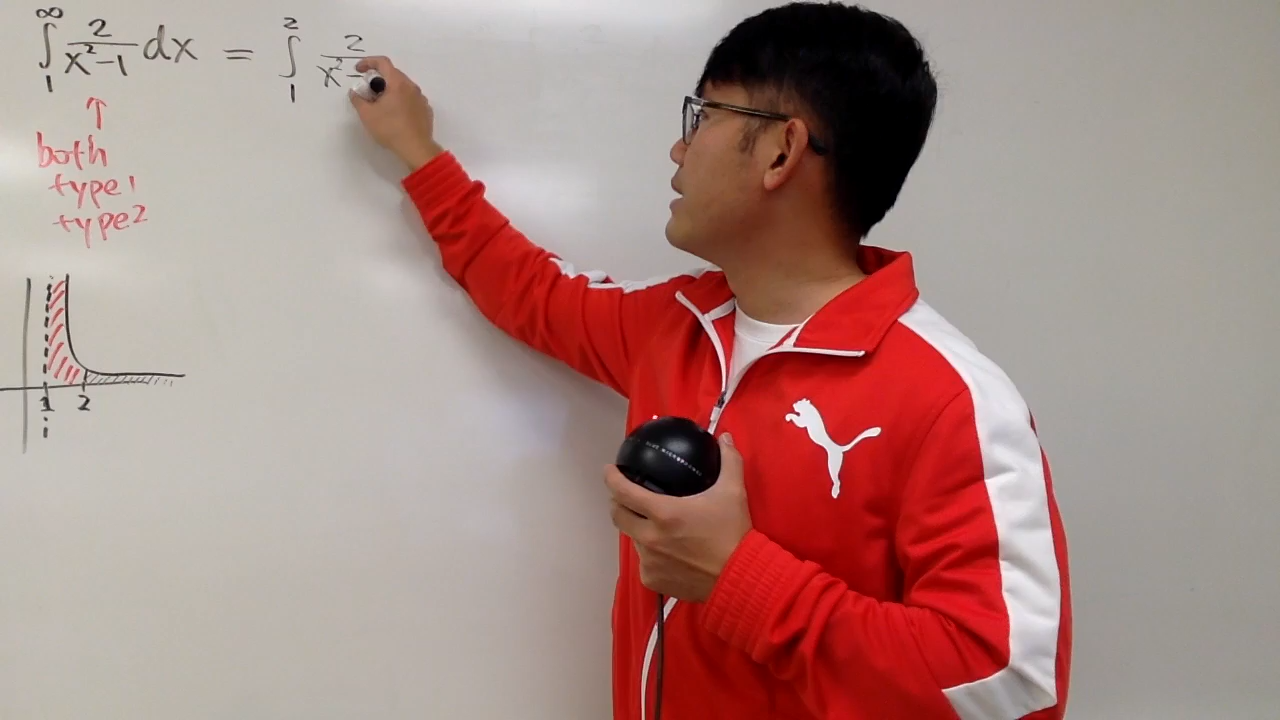 ∫₁^∞ 2/(x²-1) dx = ∫₁² 2/(x²-
both
type 1
type 2
1 2